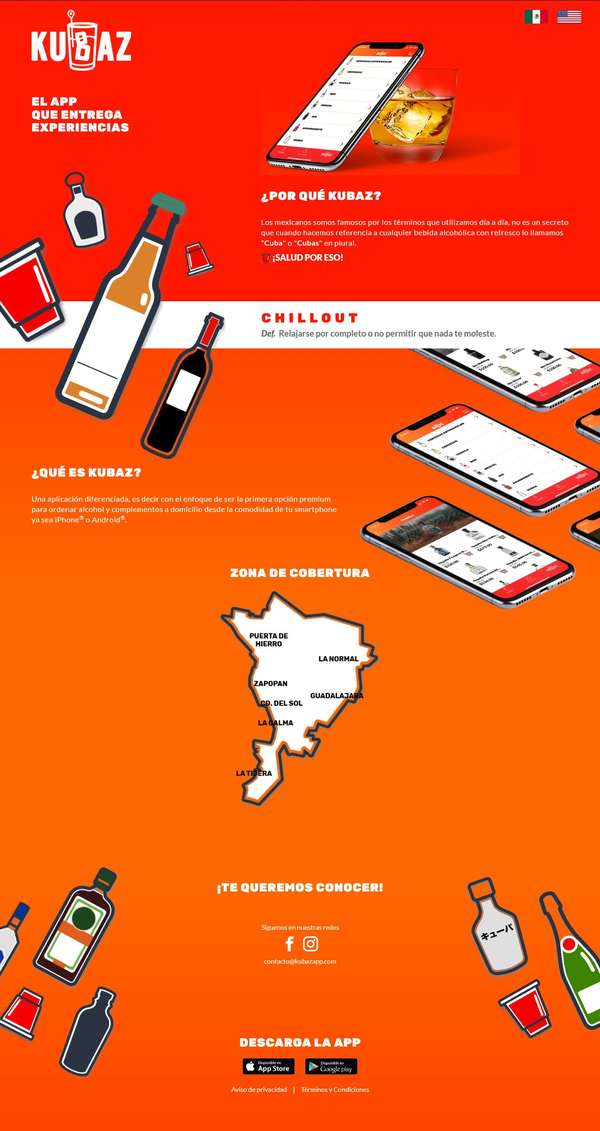 KUBAZ
EL APP
QUE ENTREGA
EXPERIENCIAS
¿POR QUÉ KUBAZ?
Los mexicanos somos famosos por los términos que utilizamos día a día, no es un secreto
que cuando hacemos referencia a cualquier bebida alcohólica con refresco lo llamamos
"Cuba" o "Cubas" en plural.
¡SALUD POR ESO!
CHILLOUT
Def. Relajarse por completo o no permitir que nada te moleste.
¿QUÉ ES KUBAZ?
Una aplicación diferenciada, es decir con el enfoque de ser la primera opción premium
para ordenar alcohol y complementos a domicilio desde la comodidad de tu smartphone
ya sea iPhone® o Android®.
ZONA DE COBERTURA
PUERTA DE
HIERRO
LA NORMAL
ZAPOPAN
GUADALAJARA
CD. DEL SOL
LA CALMA
LA TIJERA
¡TE QUEREMOS CONOCER!
Síguenos en nuestras redes
contacto@kubazapp.com
キューバ
DESCARGA LA APP
Disponible en
App Store
Disponible en
Google play
Aviso de privacidad | Términos y Condiciones